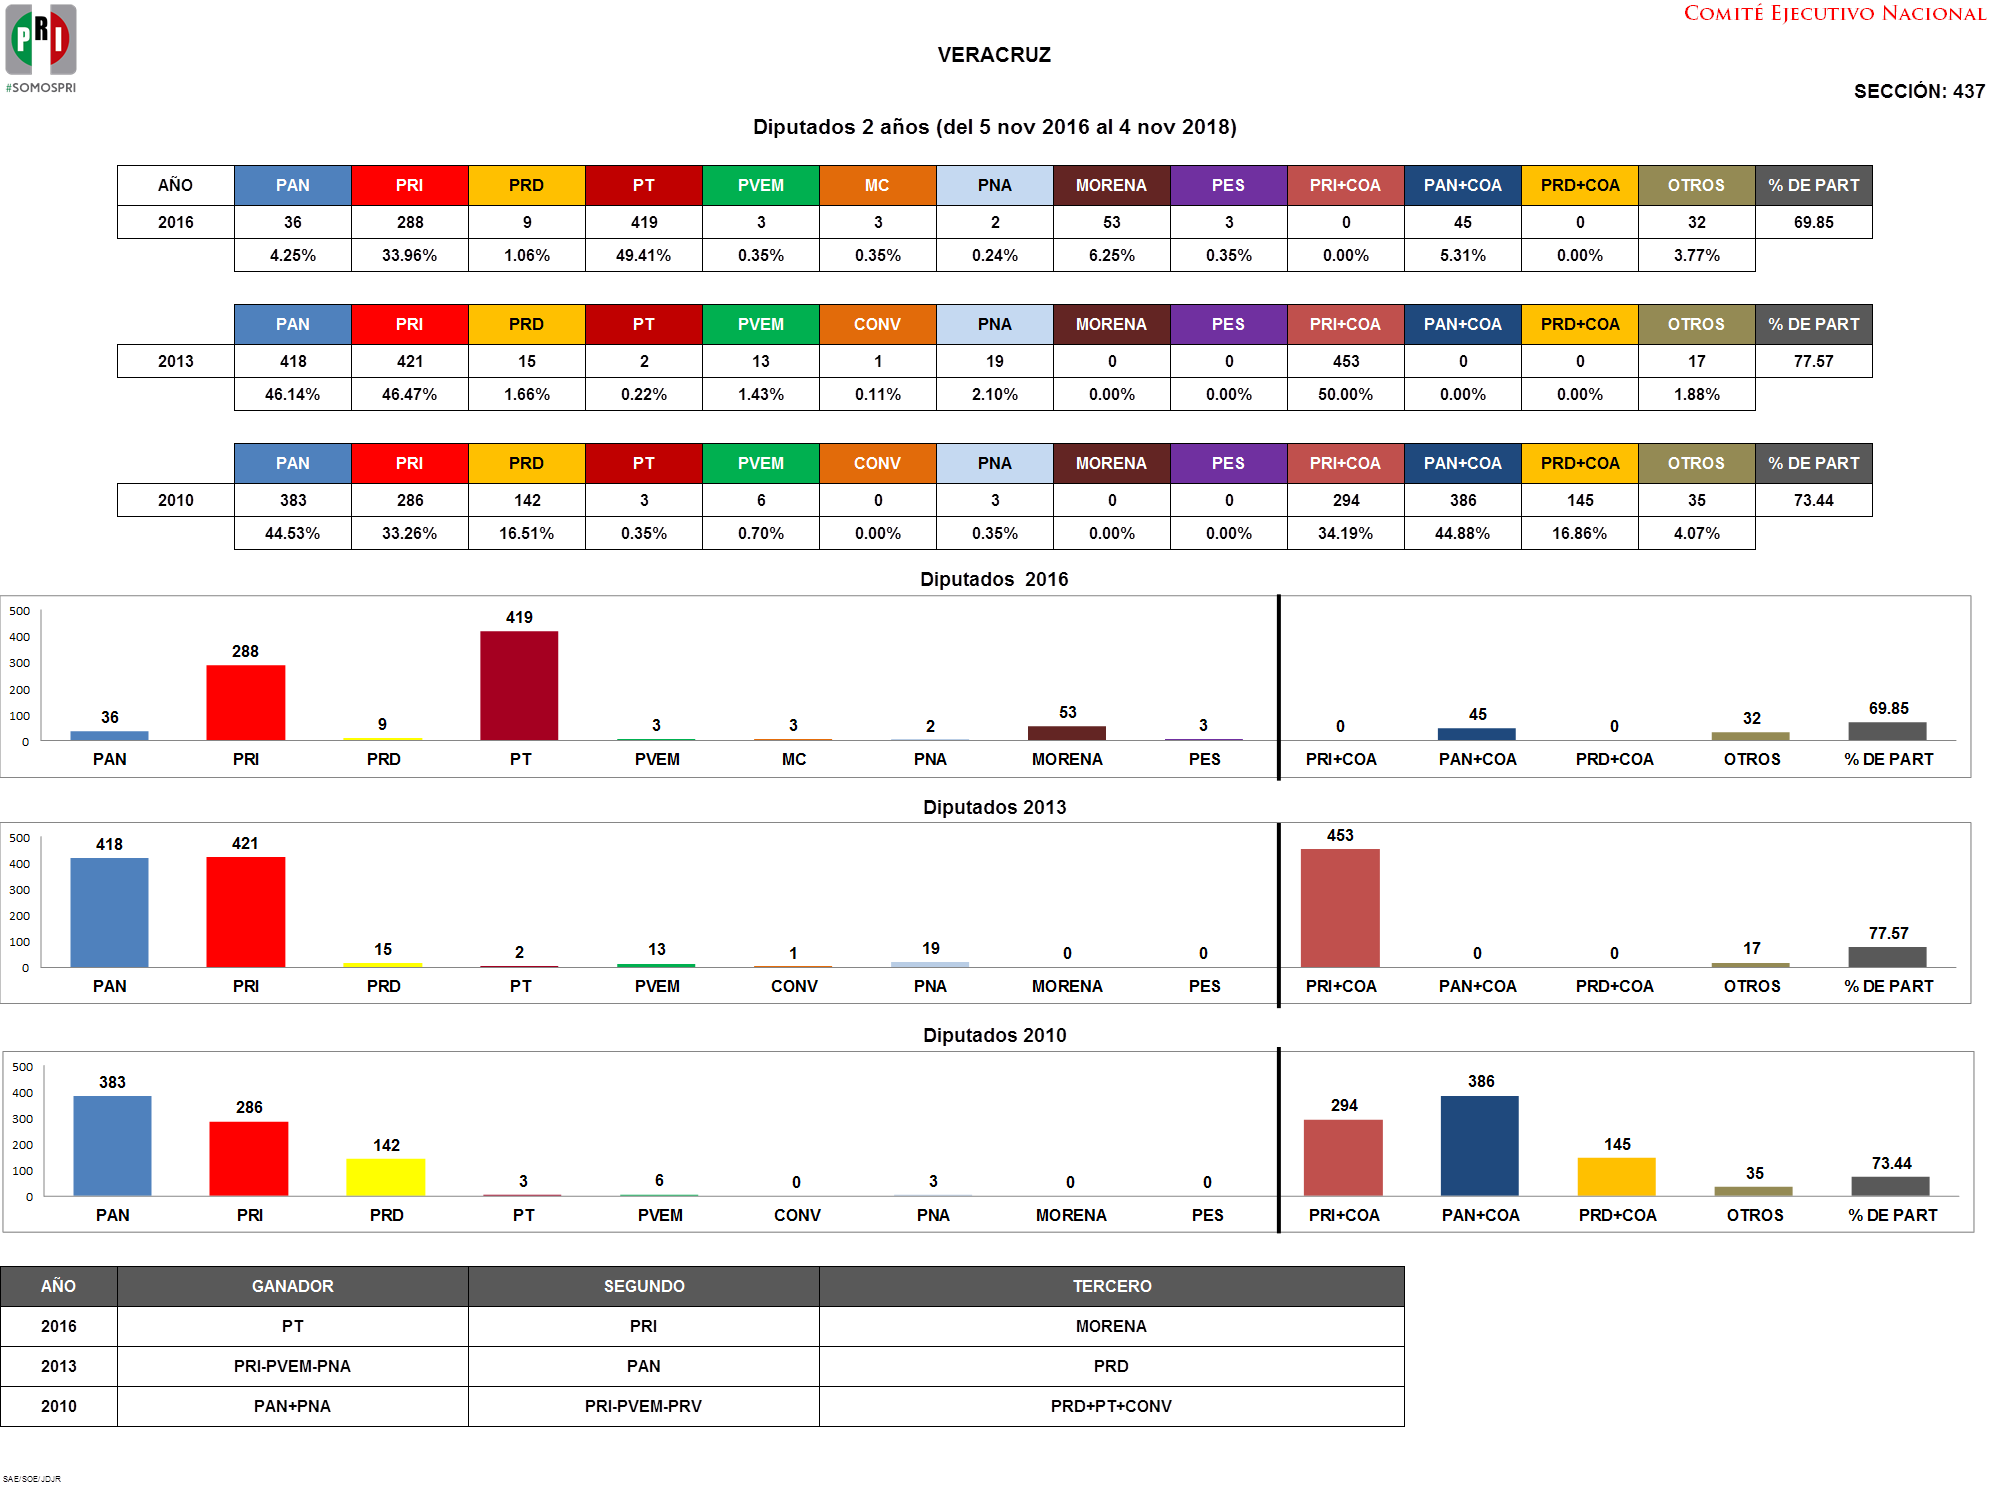 PRI
#SOMOSPRI
COMITÉ EJECUTIVO NACIONAL
VERACRUZ
SECCIÓN: 437
Diputados 2 años (del 5 nov 2016 al 4 nov 2018)
AÑO PAN PRI PRD PT PVEM MC PNA MORENA PES PRI+COA PAN+COA PRD+COA OTROS % DE PART
2016 36 288 9 419 3 3 2 53 3 0 45 0 32 69.85
4.25% 33.96% 1.06% 49.41% 0.35% 0.35% 0.24% 6.25% 0.35% 0.00% 5.31% 0.00% 3.77%
PAN PRI PRD PT PVEM CONV PNA MORENA PES PRI+COA PAN+COA PRD+COA OTROS % DE PART
2013 418 421 15 2 13 1 19 0 0 453 0 0 17 77.57
46.14% 46.47% 1.66% 0.22% 1.43% 0.11% 2.10% 0.00% 0.00% 50.00% 0.00% 0.00% 1.88%
PAN PRI PRD PT PVEM CONV PNA MORENA PES PRI+COA PAN+COA PRD+COA OTROS % DE PART
2010 383 286 142 3 6 0 3 0 0 294 386 145 35 73.44
44.53% 33.26% 16.51% 0.35% 0.70% 0.00% 0.35% 0.00% 0.00% 34.19% 44.88% 16.86% 4.07%
Diputados 2016
500
400
300
200
100
0
36 288 9 419 3 3 2 53 3 0 45 0 32 69.85
PAN PRI PRD PT PVEM MC PNA MORENA PES PRI+COA PAN+COA PRD+COA OTROS % DE PART
Diputados 2013
500
400
300
200
100
0
418 421 15 2 13 1 19 0 0 453 0 0 17 77.57
PAN PRI PRD PT PVEM CONV PNA MORENA PES PRI+COA PAN+COA PRD+COA OTROS % DE PART
Diputados 2010
500
400
300
200
100
0
383 286 142 3 6 0 3 0 0 294 386 145 35 73.44
PAN PRI PRD PT PVEM CONV PNA MORENA PES PRI+COA PAN+COA PRD+COA OTROS % DE PART
AÑO GANADOR SEGUNDO TERCERO
2016 PT PRI MORENA
2013 PRI-PVEM-PNA PAN PRD
2010 PAN+PNA PRI-PVEM-PRV PRD+PT+CONV
SAE/SOE/JDJR